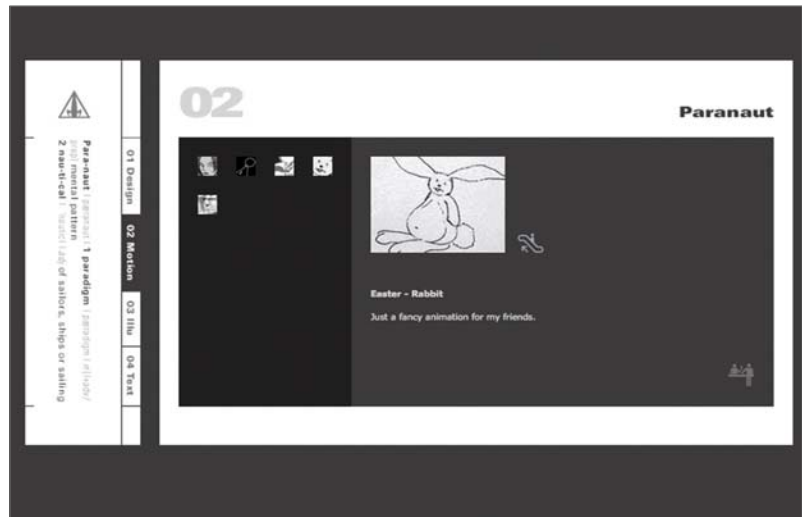 02
Paranaut
Para-naut | paranaut | 1 paradigm
mental pattern
2 nau-ti-cal of sailors, ships or sailing
01 Design
02 Motion
03 Illu
04 Text
Easter - Rabbit
Just a fancy animation for my friends.